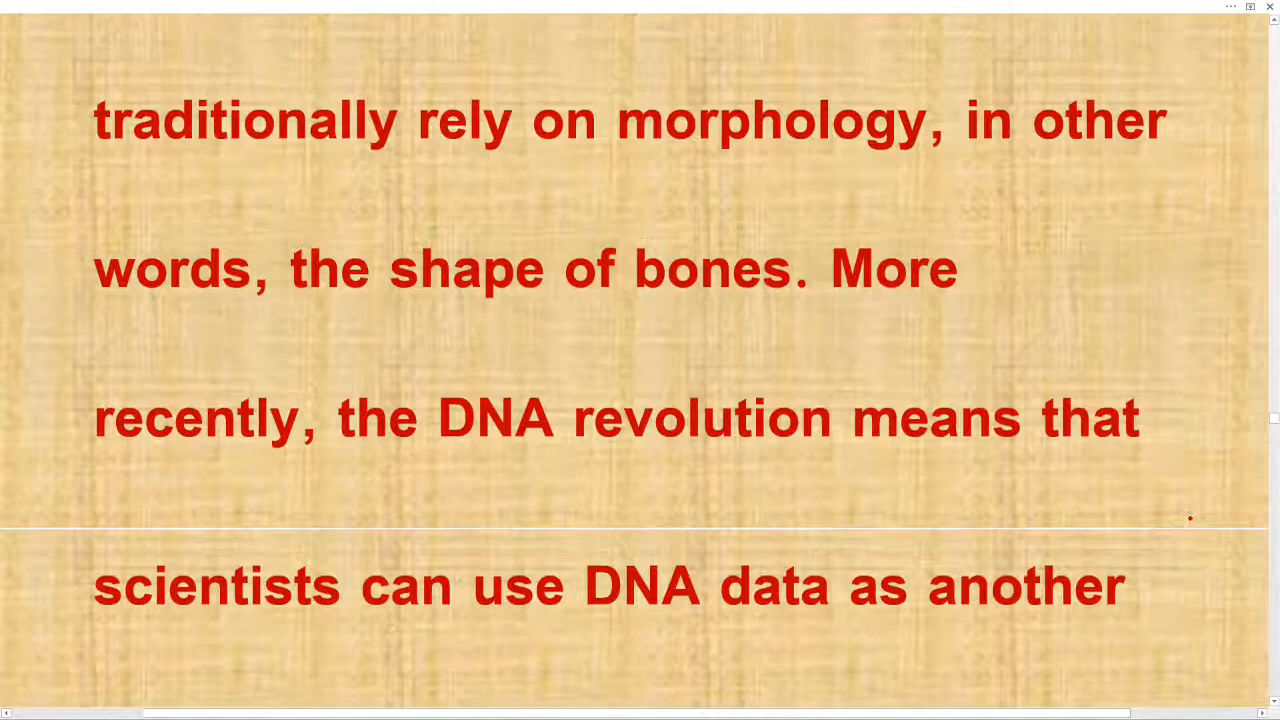 traditionally rely on morphology, in other
words, the shape of bones. More
recently, the DNA revolution means that
scientists can use DNA data as another